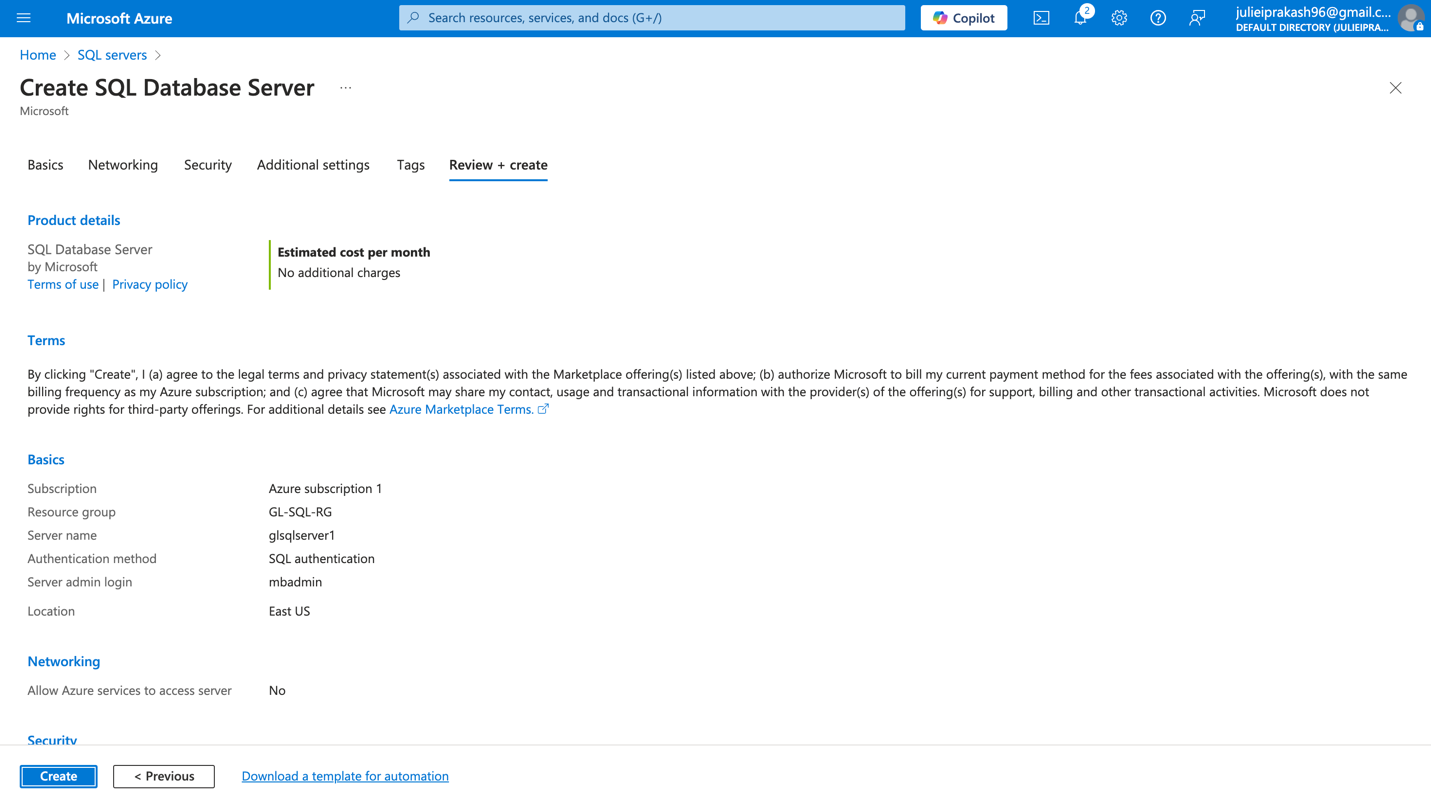 Microsoft Azure
Search resources, services, and docs (G+/)
Copilot
2
julieiprakash96@gmail.c...
DEFAULT DIRECTORY (JULIEIPRA...
Home > SQL servers >
Create SQL Database Server ...
Microsoft
Basics Networking Security Additional settings Tags Review + create
Product details
SQL Database Server
by Microsoft
Terms of use | Privacy policy
Estimated cost per month
No additional charges
Terms
By clicking "Create", I (a) agree to the legal terms and privacy statement(s) associated with the Marketplace offering(s) listed above; (b) authorize Microsoft to bill my current payment method for the fees associated with the offering(s), with the same
billing frequency as my Azure subscription; and (c) agree that Microsoft may share my contact, usage and transactional information with the provider(s) of the offering(s) for support, billing and other transactional activities. Microsoft does not
provide rights for third-party offerings. For additional details see Azure Marketplace Terms.
Basics
Subscription Azure subscription 1
Resource group GL-SQL-RG
Server name glsqlserver1
Authentication method SQL authentication
Server admin login mbadmin
Location East US
Networking
Allow Azure services to access server No
Security
Create < Previous Download a template for automation